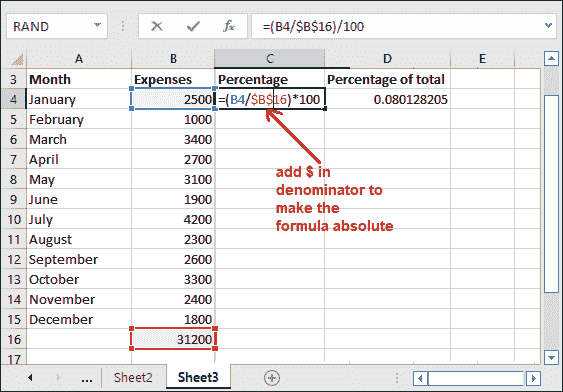 RAND =(B4/$B$16)/100
A B C D E
3 Month Expenses Percentage Percentage of total
4 January 2500 =(B4/$B$16)*100 0.080128205
5 February 1000
6 March 3400
7 April 2700
8 May 3100
9 June 1900
10 July 4200
11 August 2300
12 September 2600
13 October 3300
14 November 2400
15 December 1800
16 31200
17
add $ in
denominator to
make the
formula absolute
... Sheet2 Sheet3